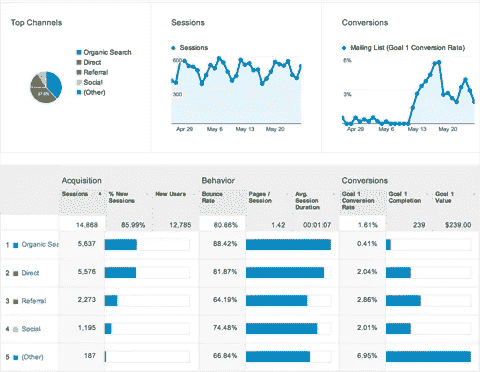 Top Channels
Sessions
Conversions
Organic Search
Direct
Referral
Social
(Other)
37.6%
Sessions
600
300
Apr 29 May 6 May 13 May 20
Mailing List (Goal 1 Conversion Rate)
6%
3%
Apr 29 May 6 May 13 May 20
Acquisition Behavior Conversions
Sessions % New Sessions New Users Bounce Rate Pages / Session Avg. Session Duration Goal 1 Conversion Rate Goal 1 Completion Goal 1 Value
14,868 85.99% 12,785 80.66% 1.42 00:01:07 1.61% 239 $239.00
1 Organic Sea 5,637 88.42% 0.41%
2 Direct 5,576 81.87% 2.04%
3 Referral 2,273 64.19% 2.86%
4 Social 1,195 74.48% 2.01%
5 (Other) 187 66.84% 6.95%